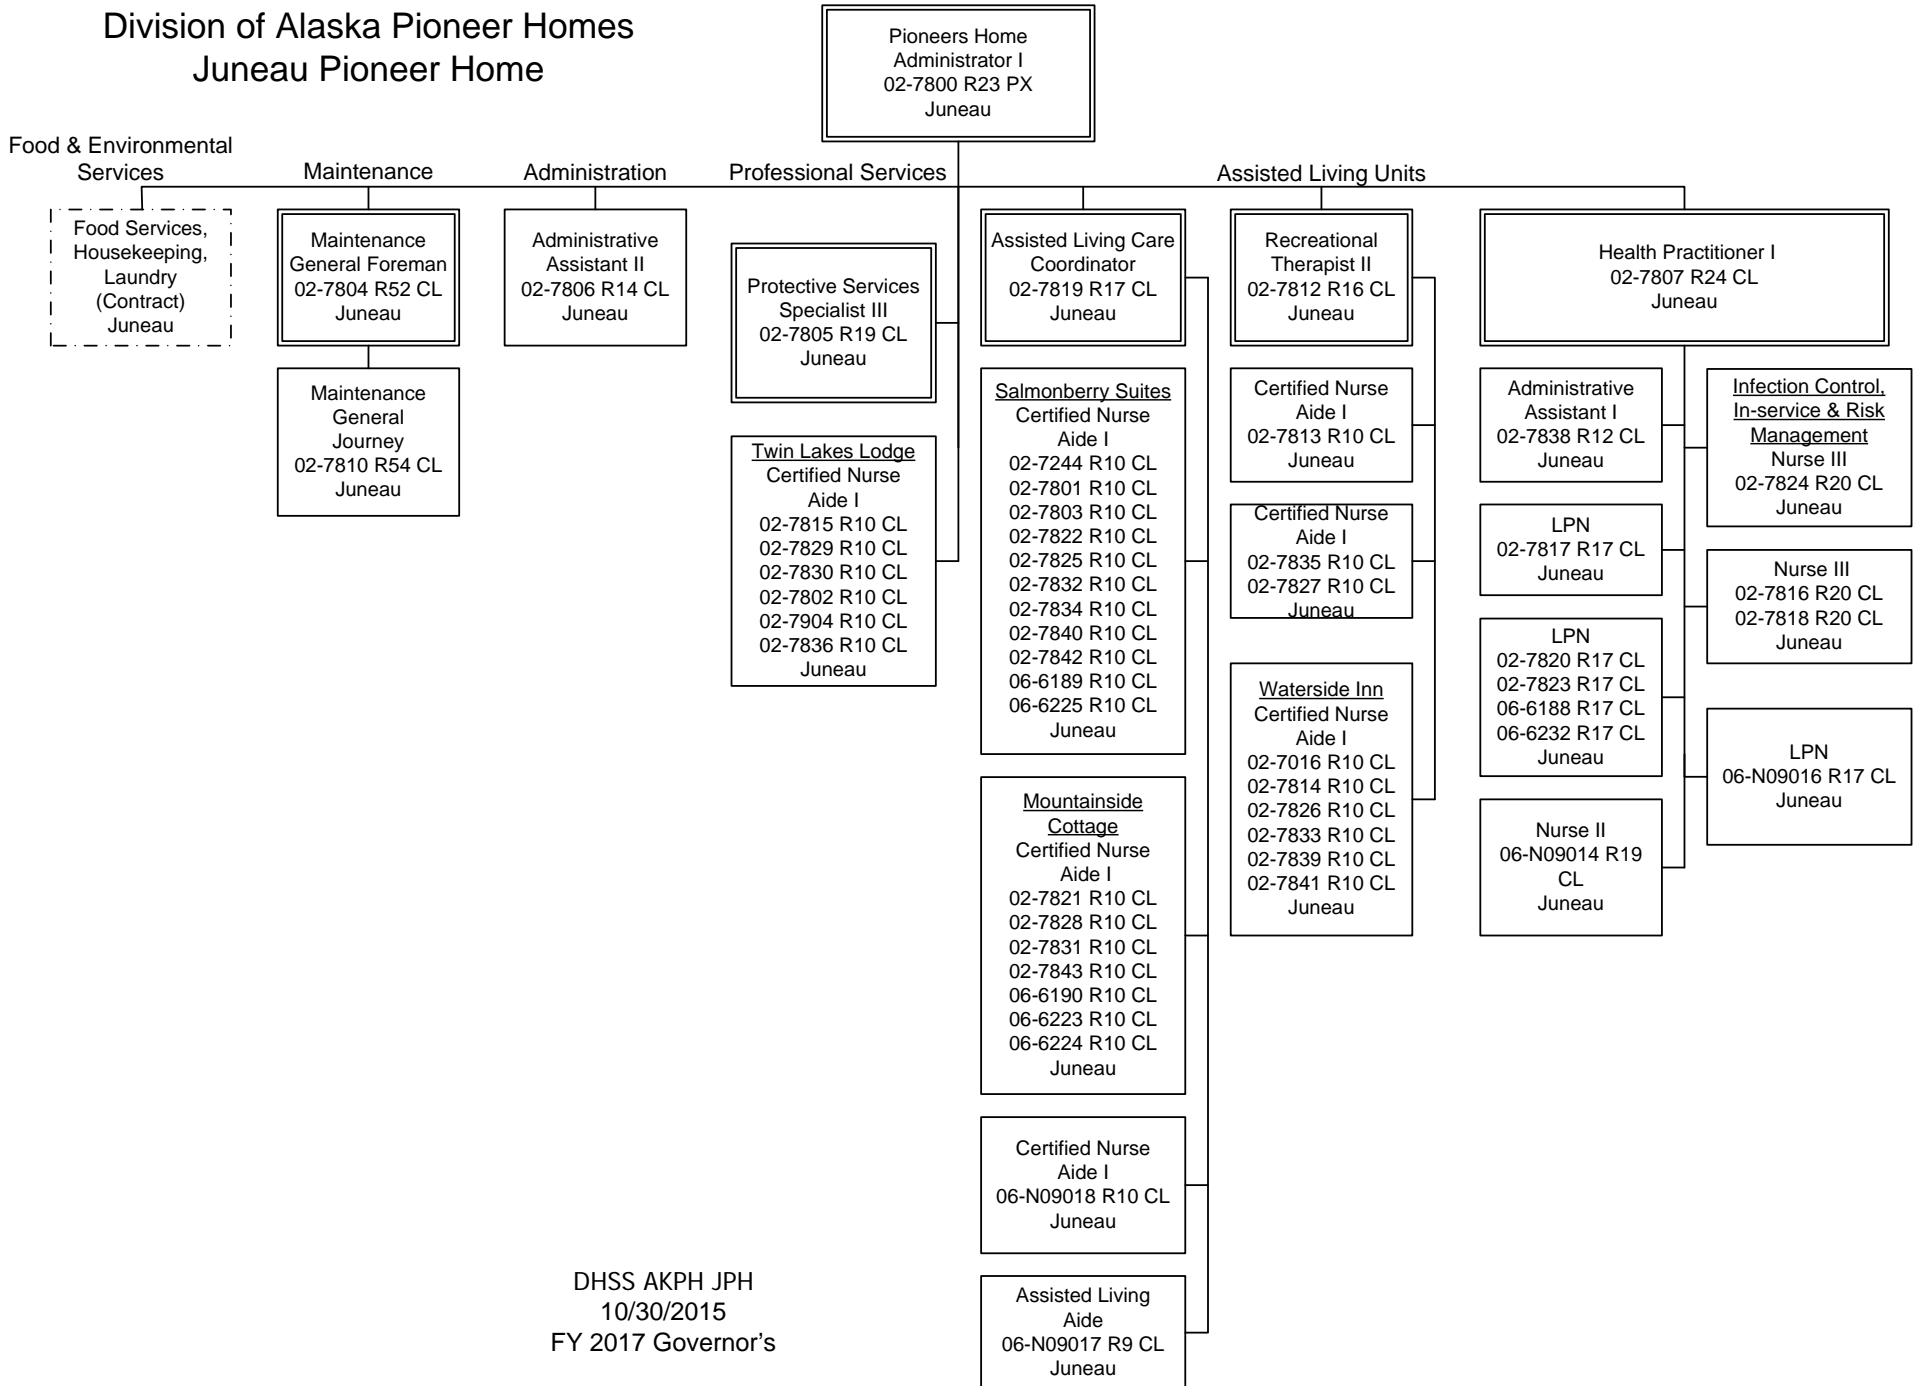 Division of Alaska Pioneer Homes
Juneau Pioneer Home
Pioneers Home
Administrator I
02-7800 R23 PX
Juneau
Food & Environmental
Services
Maintenance
Administration
Professional Services
Assisted Living Units
Food Services,
Housekeeping,
Laundry
(Contract)
Juneau
Maintenance
General Foreman
02-7804 R52 CL
Juneau
Maintenance
General
Journey
02-7810 R54 CL
Juneau
Administrative
Assistant II
02-7806 R14 CL
Juneau
Protective Services
Specialist III
02-7805 R19 CL
Juneau
Twin Lakes Lodge
Certified Nurse
Aide I
02-7815 R10 CL
02-7829 R10 CL
02-7830 R10 CL
02-7802 R10 CL
02-7904 R10 CL
02-7836 R10 CL
Juneau
Assisted Living Care
Coordinator
02-7819 R17 CL
Juneau
Salmonberry Suites
Certified Nurse
Aide I
02-7244 R10 CL
02-7801 R10 CL
02-7803 R10 CL
02-7822 R10 CL
02-7825 R10 CL
02-7832 R10 CL
02-7834 R10 CL
02-7840 R10 CL
02-7842 R10 CL
06-6189 R10 CL
06-6225 R10 CL
Juneau
Mountainside
Cottage
Certified Nurse
Aide I
02-7821 R10 CL
02-7828 R10 CL
02-7831 R10 CL
02-7843 R10 CL
06-6190 R10 CL
06-6223 R10 CL
06-6224 R10 CL
Juneau
Certified Nurse
Aide I
06-N09018 R10 CL
Juneau
Assisted Living
Aide
06-N09017 R9 CL
Juneau
Recreational
Therapist II
02-7812 R16 CL
Juneau
Certified Nurse
Aide I
02-7813 R10 CL
Juneau
Certified Nurse
Aide I
02-7835 R10 CL
02-7827 R10 CL
Juneau
Waterside Inn
Certified Nurse
Aide I
02-7016 R10 CL
02-7814 R10 CL
02-7826 R10 CL
02-7833 R10 CL
02-7839 R10 CL
02-7841 R10 CL
Juneau
Health Practitioner I
02-7807 R24 CL
Juneau
Administrative
Assistant I
02-7838 R12 CL
Juneau
LPN
02-7817 R17 CL
Juneau
LPN
02-7820 R17 CL
02-7823 R17 CL
06-6188 R17 CL
06-6232 R17 CL
Juneau
Nurse II
06-N09014 R19
CL
Juneau
Infection Control,
In-service & Risk
Management
Nurse III
02-7824 R20 CL
Juneau
Nurse III
02-7816 R20 CL
02-7818 R20 CL
Juneau
LPN
06-N09016 R17 CL
Juneau
DHSS AKPH JPH
10/30/2015
FY 2017 Governor's